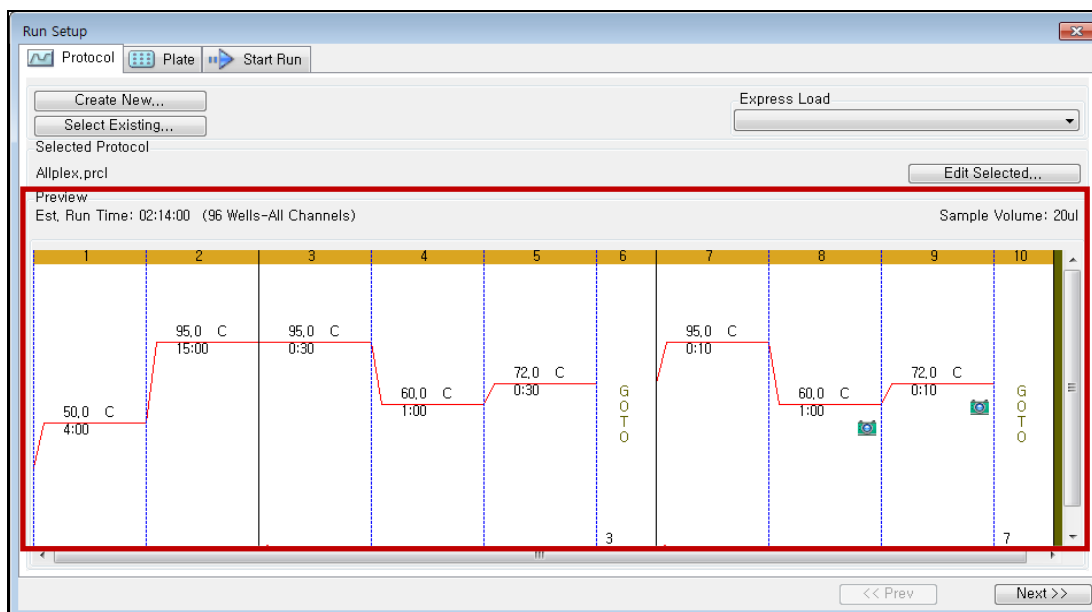 Run Setup
Protocol Plate Start Run
Create New... Express Load
Select Existing...
Selected Protocol
Allplex.prcl Edit Selected...
Preview
Est. Run Time: 02:14:00 (96 Wells-All Channels) Sample Volume: 20ul
1 2 3 4 5 6 7 8 9 10
95.0 C 95.0 C 95.0 C
15:00 0:30 0:10
72.0 C 72.0 C
0:30 0:10
60.0 C 60.0 C
1:00 1:00
50.0 C
4:00
GOTO GOTO
3 7
<< Prev Next >>